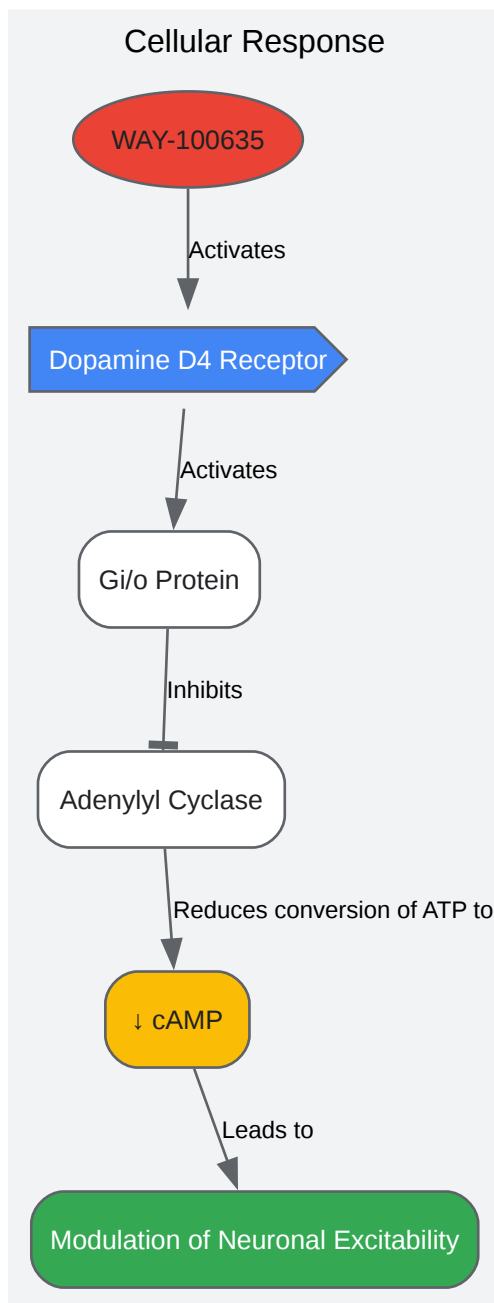 Cellular Response
WAY-100635
Activates
Dopamine D4 Receptor
Activates
Gi/o Protein
Inhibits
Adenylyl Cyclase
Reduces conversion of ATP to
↓ cAMP
Leads to
Modulation of Neuronal Excitability